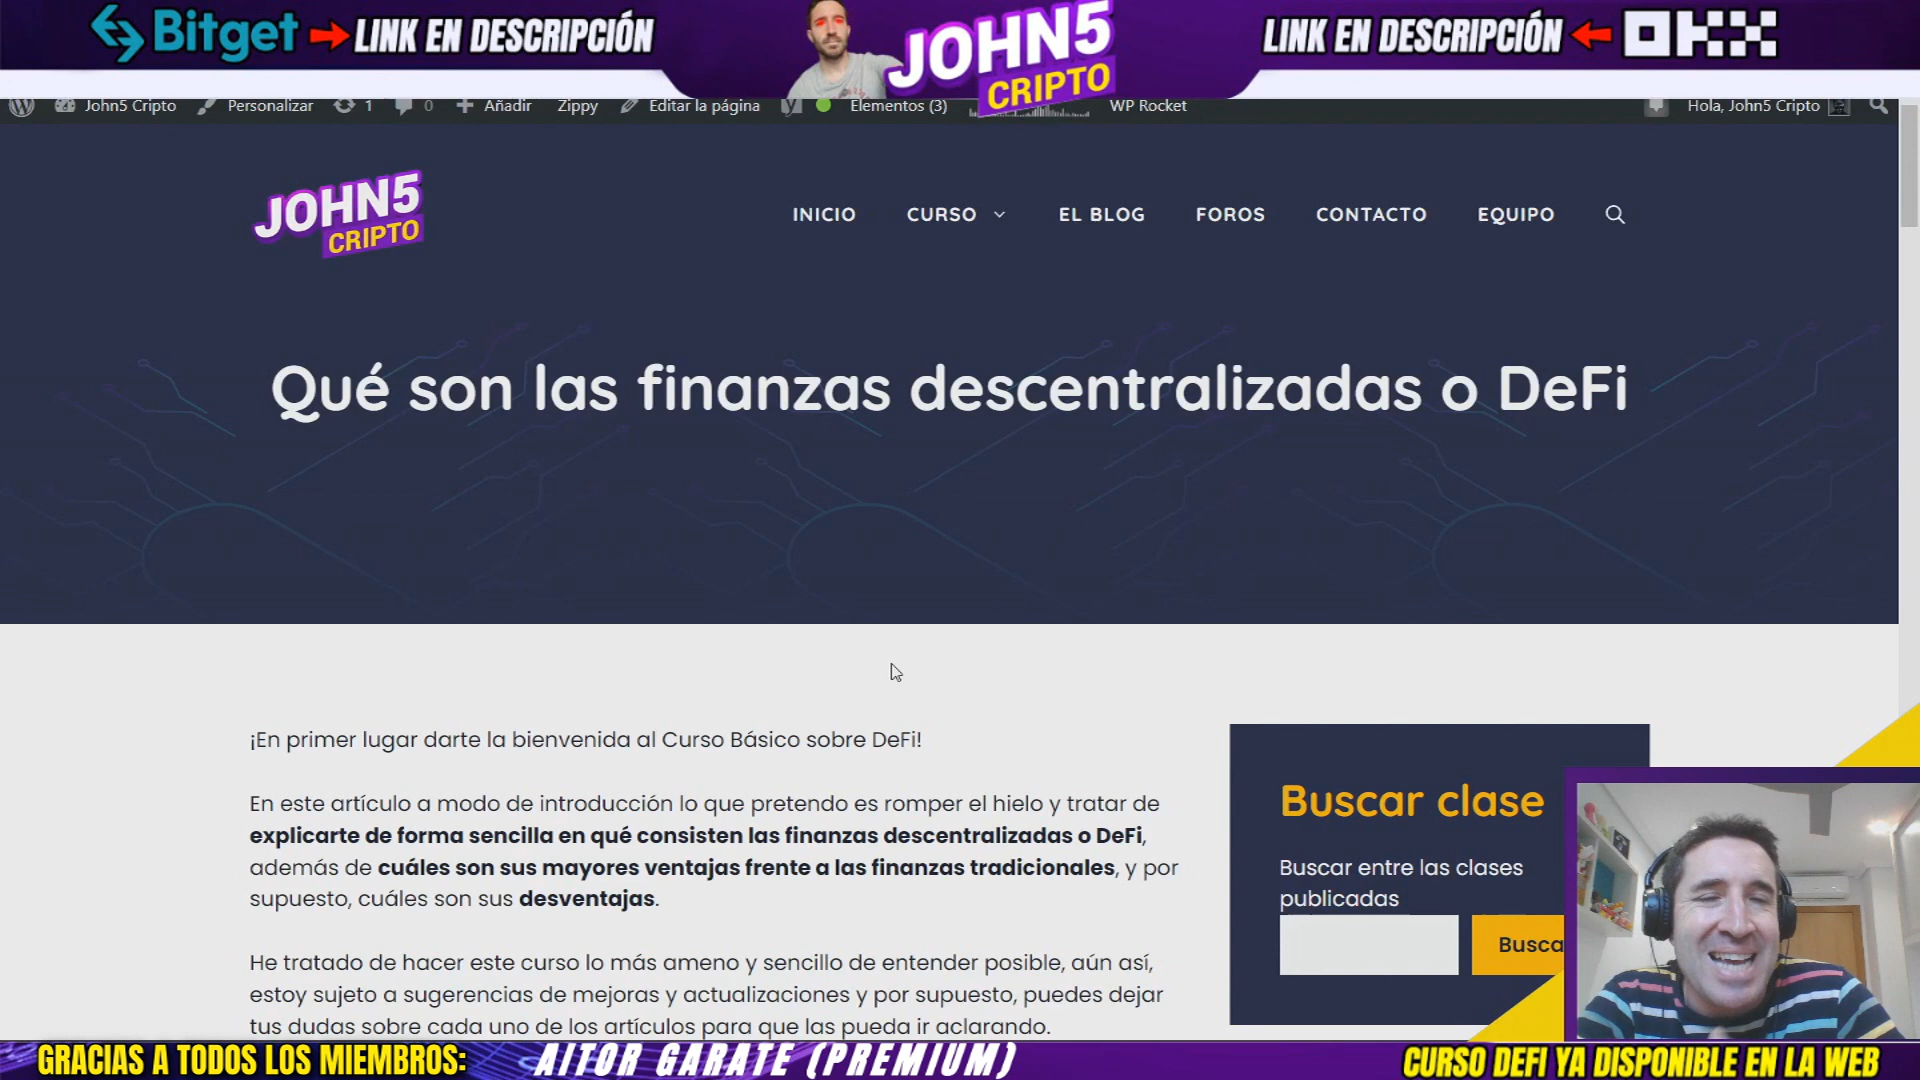 Bitget LINK EN DESCRIPCIÓN
JOHN5
CRIPTO
LINK EN DESCRIPCIÓN OKX
John5 Cripto Personalizar 1 0 Añadir Zippy Editar la página Elementos (3) WP Rocket Hola, John5 Cripto
JOHN5
CRIPTO
INICIO CURSO EL BLOG FOROS CONTACTO EQUIPO
Qué son las finanzas descentralizadas o DeFi
¡En primer lugar darte la bienvenida al Curso Básico sobre DeFi!
En este artículo a modo de introducción lo que pretendo es romper el hielo y tratar de
explicarte de forma sencilla en qué consisten las finanzas descentralizadas o DeFi,
además de cuáles son sus mayores ventajas frente a las finanzas tradicionales, y por
supuesto, cuáles son sus desventajas.
He tratado de hacer este curso lo más ameno y sencillo de entender posible, aún así,
estoy sujeto a sugerencias de mejoras y actualizaciones y por supuesto, puedes dejar
tus dudas sobre cada uno de los artículos para que las pueda ir aclarando.
Buscar clase
Buscar entre las clases
publicadas
Busca
GRACIAS A TODOS LOS MIEMBROS: AITOR GARATE (PREMIUM)
CURSO DEFI YA DISPONIBLE EN LA WEB